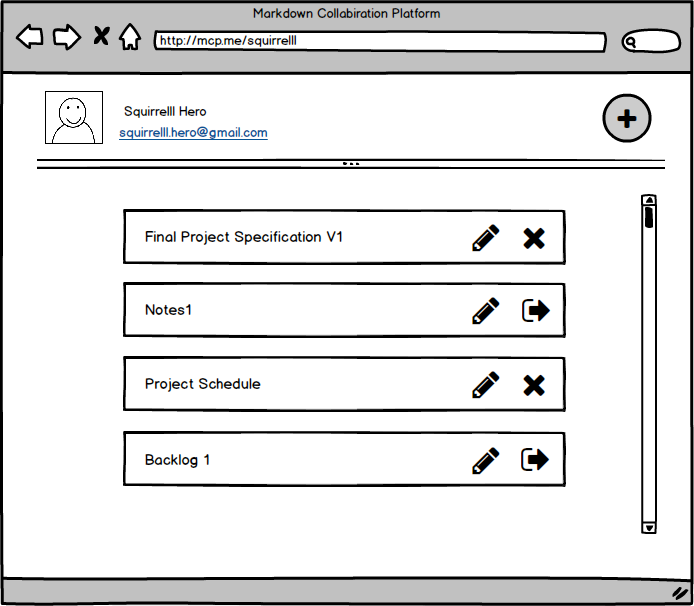 Markdown Collabiration Platform
http://mcp.me/squirrelll
Squirrelll Hero
squirrelll.hero@gmail.com
Final Project Specification V1
Notes1
Project Schedule
Backlog 1